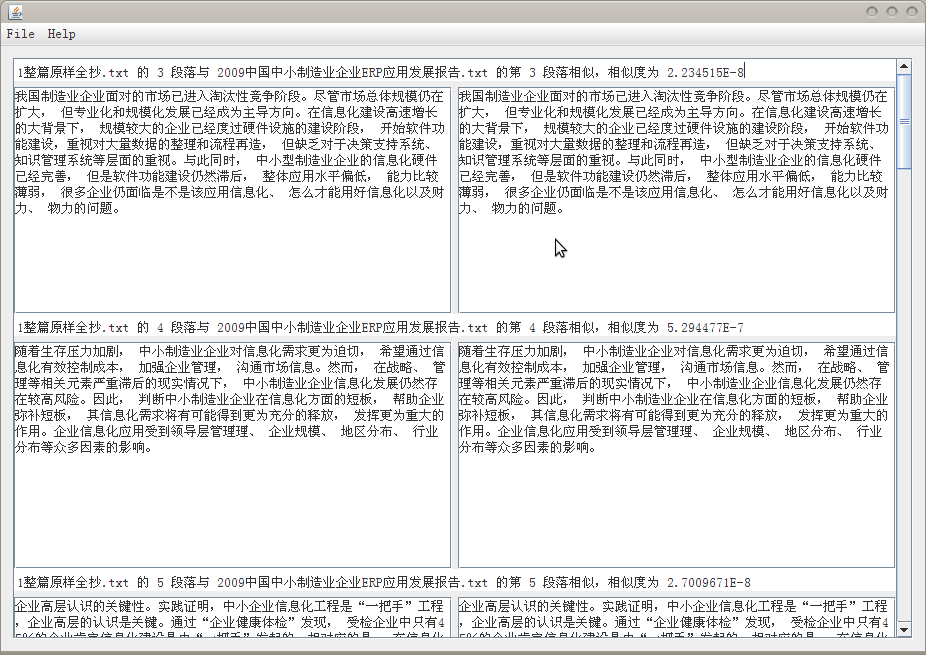 File Help
1整篇原样全抄.txt 的 3 段落与 2009中国中小制造业企业ERP应用发展报告.txt 的第 3 段落相似，相似度为 2.234515E-8
我国制造业企业面对的市场已进入淘汰性竞争阶段。尽管市场总体规模仍在
扩大， 但专业化和规模化发展已经成为主导方向。在信息化建设高速增长
的大背景下， 规模较大的企业已经度过硬件设施的建设阶段， 开始软件功
能建设，重视对大量数据的整理和流程再造， 但缺乏对于决策支持系统、
知识管理系统等层面的重视。与此同时， 中小型制造业企业的信息化硬件
已经完善， 但是软件功能建设仍然滞后， 整体应用水平偏低， 能力比较
薄弱， 很多企业仍面临是不是该应用信息化、 怎么才能用好信息化以及财
力、 物力的问题。
我国制造业企业面对的市场已进入淘汰性竞争阶段。尽管市场总体规模仍在
扩大， 但专业化和规模化发展已经成为主导方向。在信息化建设高速增长
的大背景下， 规模较大的企业已经度过硬件设施的建设阶段， 开始软件功
能建设，重视对大量数据的整理和流程再造， 但缺乏对于决策支持系统、
知识管理系统等层面的重视。与此同时， 中小型制造业企业的信息化硬件
已经完善， 但是软件功能建设仍然滞后， 整体应用水平偏低， 能力比较
薄弱， 很多企业仍面临是不是该应用信息化、 怎么才能用好信息化以及财
力、 物力的问题。
1整篇原样全抄.txt 的 4 段落与 2009中国中小制造业企业ERP应用发展报告.txt 的第 4 段落相似，相似度为 5.294477E-7
随着生存压力加剧， 中小制造业企业对信息化需求更为迫切， 希望通过信
息化有效控制成本， 加强企业管理， 沟通市场信息。然而， 在战略、 管
理等相关元素严重滞后的现实情况下， 中小制造业企业信息化发展仍然存
在较高风险。因此， 判断中小制造业企业在信息化方面的短板， 帮助企业
弥补短板， 其信息化需求将有可能得到更为充分的释放， 发挥更为重大的
作用。企业信息化应用受到领导层管理理、 企业规模、 地区分布、 行业
分布等众多因素的影响。
随着生存压力加剧， 中小制造业企业对信息化需求更为迫切， 希望通过信
息化有效控制成本， 加强企业管理， 沟通市场信息。然而， 在战略、 管
理等相关元素严重滞后的现实情况下， 中小制造业企业信息化发展仍然存
在较高风险。因此， 判断中小制造业企业在信息化方面的短板， 帮助企业
弥补短板， 其信息化需求将有可能得到更为充分的释放， 发挥更为重大的
作用。企业信息化应用受到领导层管理理、 企业规模、 地区分布、 行业
分布等众多因素的影响。
1整篇原样全抄.txt 的 5 段落与 2009中国中小制造业企业ERP应用发展报告.txt 的第 5 段落相似，相似度为 2.7009671E-8
企业高层认识的关键性。实践证明，中小企业信息化工程是“一把手”工程
，企业高层的认识是关键。通过“企业健康体检”发现， 受检企业中只有4
企业高层认识的关键性。实践证明，中小企业信息化工程是“一把手”工程
，企业高层的认识是关键。通过“企业健康体检”发现， 受检企业中只有4